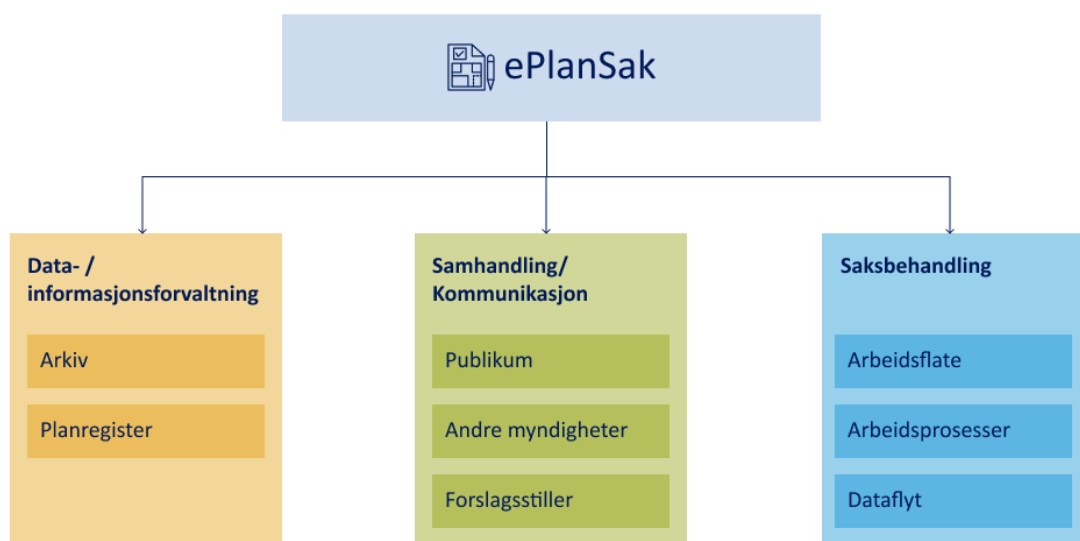 ePlanSak
Data- /
informasjonsforvaltning
Arkiv
Planregister
Samhandling/
Kommunikasjon
Publikum
Andre myndigheter
Forslagsstiller
Saksbehandling
Arbeidsflate
Arbeidsprosesser
Dataflyt